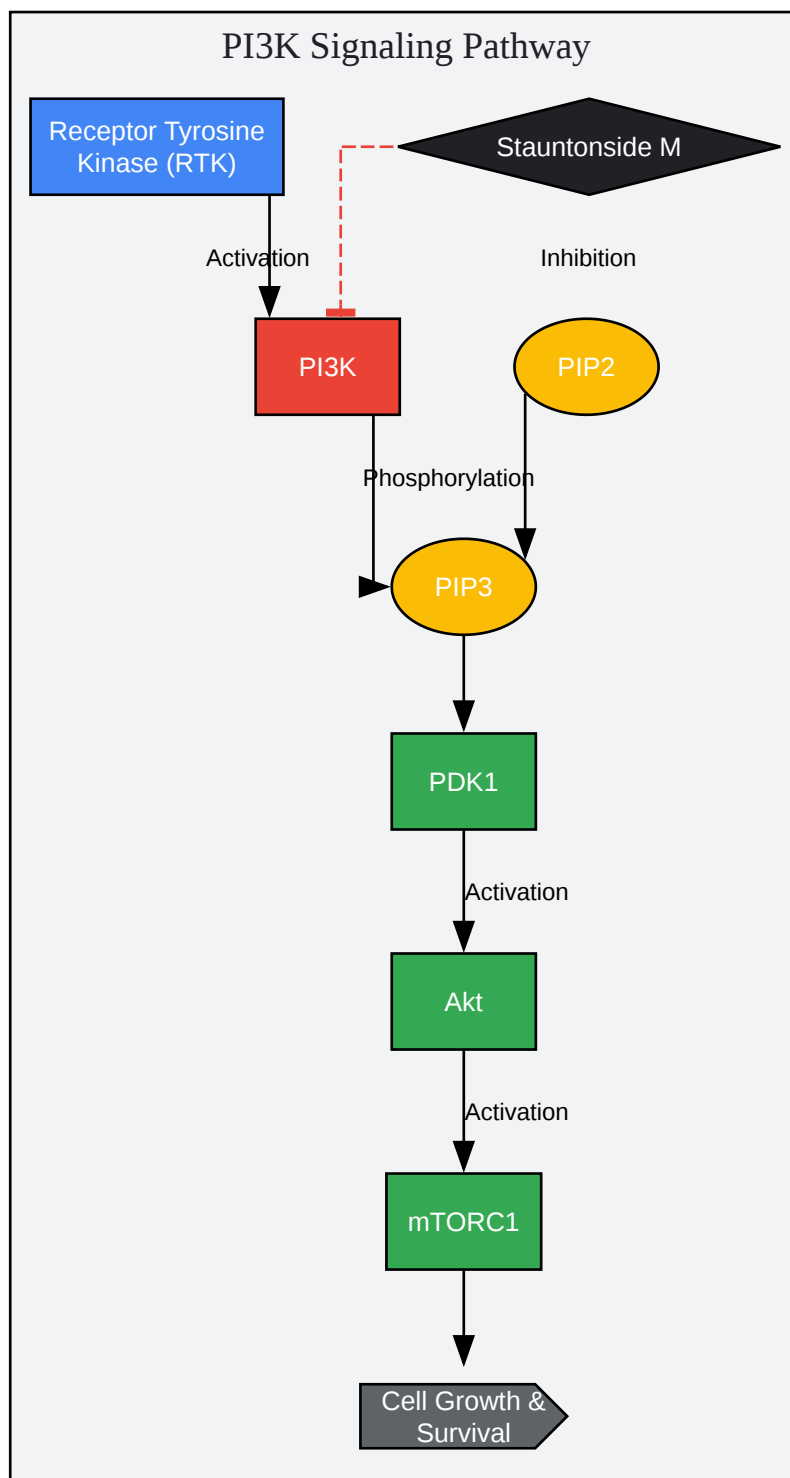 PI3K Signaling Pathway
Receptor Tyrosine
Kinase (RTK)
Stauntonside M
Activation
Inhibition
PI3K
PIP2
Phosphorylation
PIP3
PDK1
Activation
Akt
Activation
mTORC1
Cell Growth &
Survival